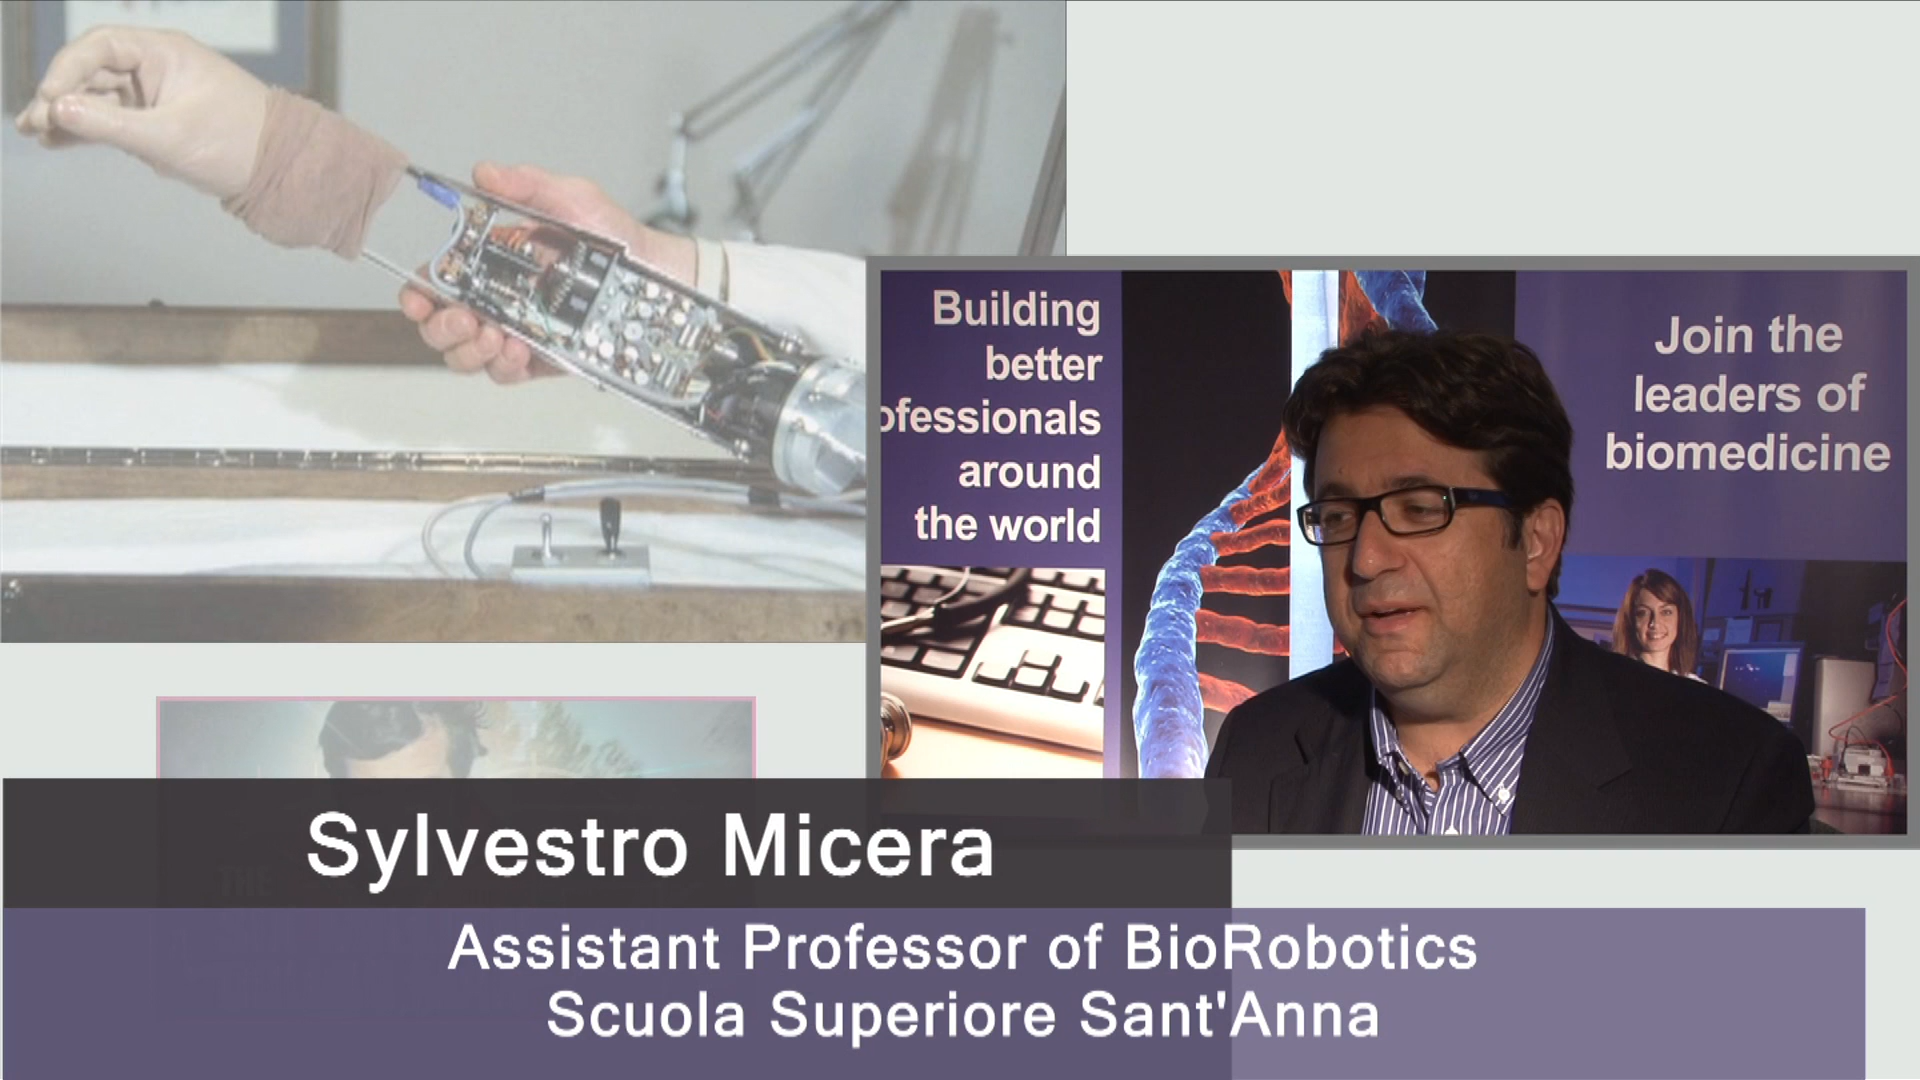 Building
better
ofessionals
around
the world
Join the
leaders of
biomedicine
THE
Sylvestro Micera
Assistant Professor of BioRobotics
Scuola Superiore Sant'Anna